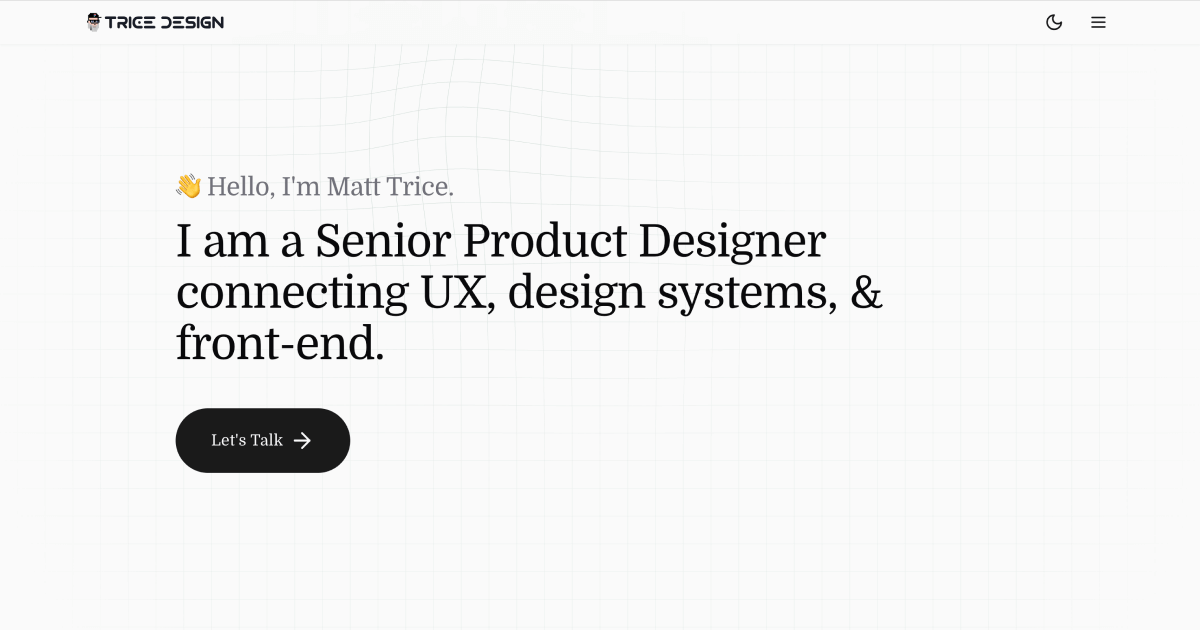 TRICE DESIGN
👋 Hello, I'm Matt Trice.
I am a Senior Product Designer
connecting UX, design systems, &
front-end.
Let's Talk →